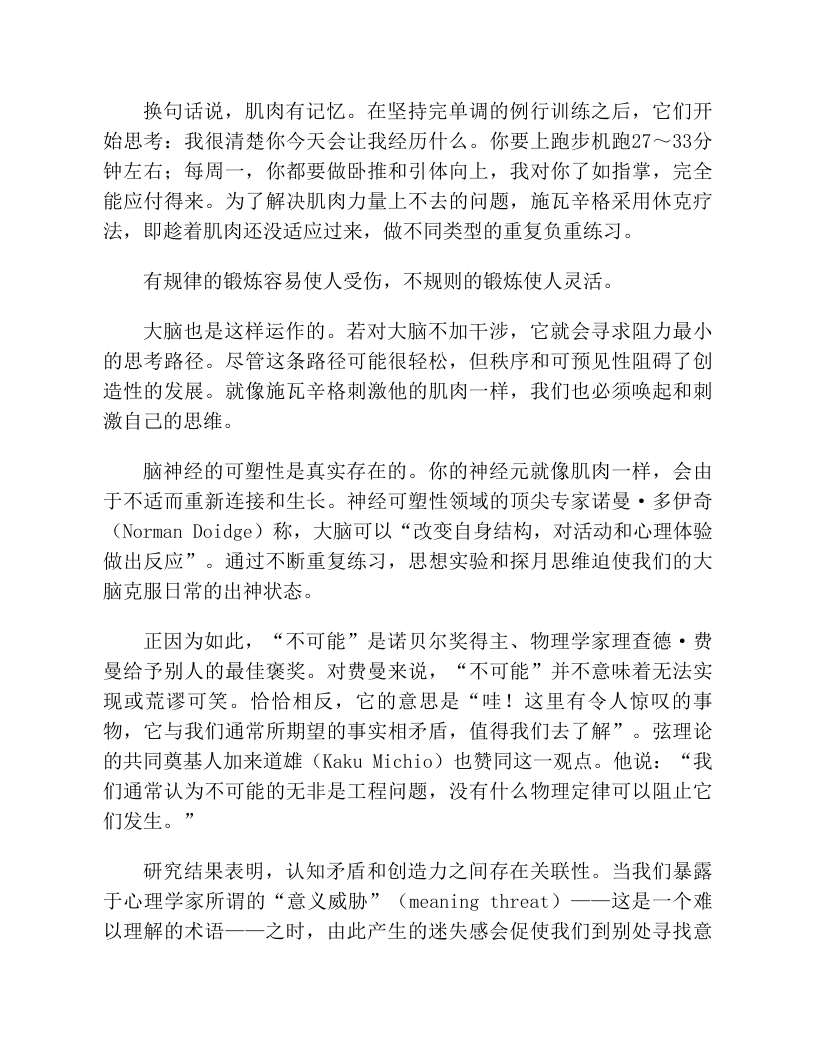 换句话说，肌肉有记忆。在坚持完单调的例行训练之后，它们开
始思考：我很清楚你今天会让我经历什么。你要上跑步机跑27～33分
钟左右；每周一，你都要做卧推和引体向上，我对你了如指掌，完全
能应付得来。为了解决肌肉力量上不去的问题，施瓦辛格采用休克疗
法，即趁着肌肉还没适应过来，做不同类型的重复负重练习。
有规律的锻炼容易使人受伤，不规则的锻炼使人灵活。
大脑也是这样运作的。若对大脑不加干涉，它就会寻求阻力最小
的思考路径。尽管这条路径可能很轻松，但秩序和可预见性阻碍了创
造性的发展。就像施瓦辛格刺激他的肌肉一样，我们也必须唤起和刺
激自己的思维。
脑神经的可塑性是真实存在的。你的神经元就像肌肉一样，会由
于不适而重新连接和生长。神经可塑性领域的顶尖专家诺曼·多伊奇
（Norman Doidge）称，大脑可以“改变自身结构，对活动和心理体验
做出反应”。通过不断重复练习，思想实验和探月思维迫使我们的大
脑克服日常的出神状态。
正因为如此，“不可能”是诺贝尔奖得主、物理学家理查德·费
曼给予别人的最佳褒奖。对费曼来说，“不可能”并不意味着无法实
现或荒谬可笑。恰恰相反，它的意思是“哇！这里有令人惊叹的事
物，它与我们通常所期望的事实相矛盾，值得我们去了解”。弦理论
的共同奠基人加来道雄（Kaku Michio）也赞同这一观点。他说：“我
们通常认为不可能的无非是工程问题，没有什么物理定律可以阻止它
们发生。”
研究结果表明，认知矛盾和创造力之间存在关联性。当我们暴露
于心理学家所谓的“意义威胁”（meaning threat）——这是一个难
以理解的术语——之时，由此产生的迷失感会促使我们到别处寻找意